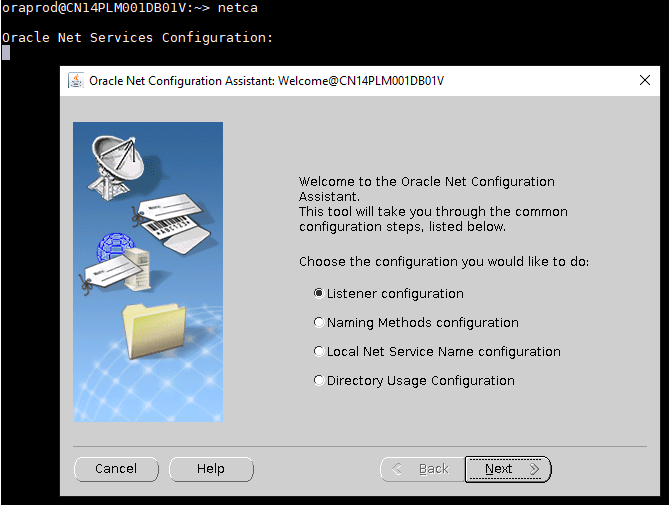 oraprod@CN14PLM001DB01V:~> netca
Oracle Net Services Configuration:
Oracle Net Configuration Assistant: Welcome@CN14PLM001DB01V
Welcome to the Oracle Net Configuration
Assistant.
This tool will take you through the common
configuration steps, listed below.
Choose the configuration you would like to do:
Listener configuration
Naming Methods configuration
Local Net Service Name configuration
Directory Usage Configuration
Cancel
Help
Back
Next